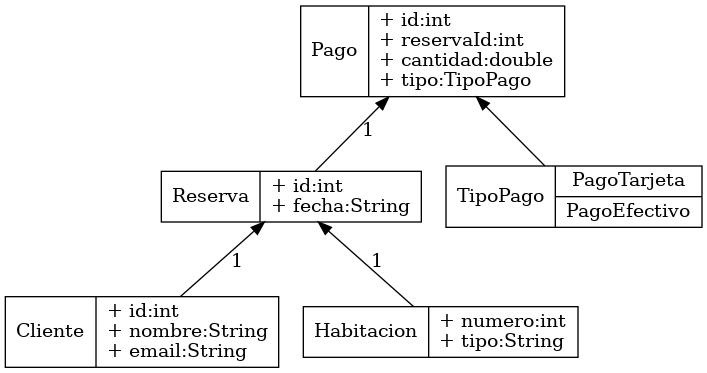 Pago
+ id:int
+ reservaId:int
+ cantidad:double
+ tipo:TipoPago
1
Reserva
+ id:int
+ fecha:String
TipoPago
PagoTarjeta
PagoEfectivo
1
1
Cliente
+ id:int
+ nombre:String
+ email:String
Habitacion
+ numero:int
+ tipo:String